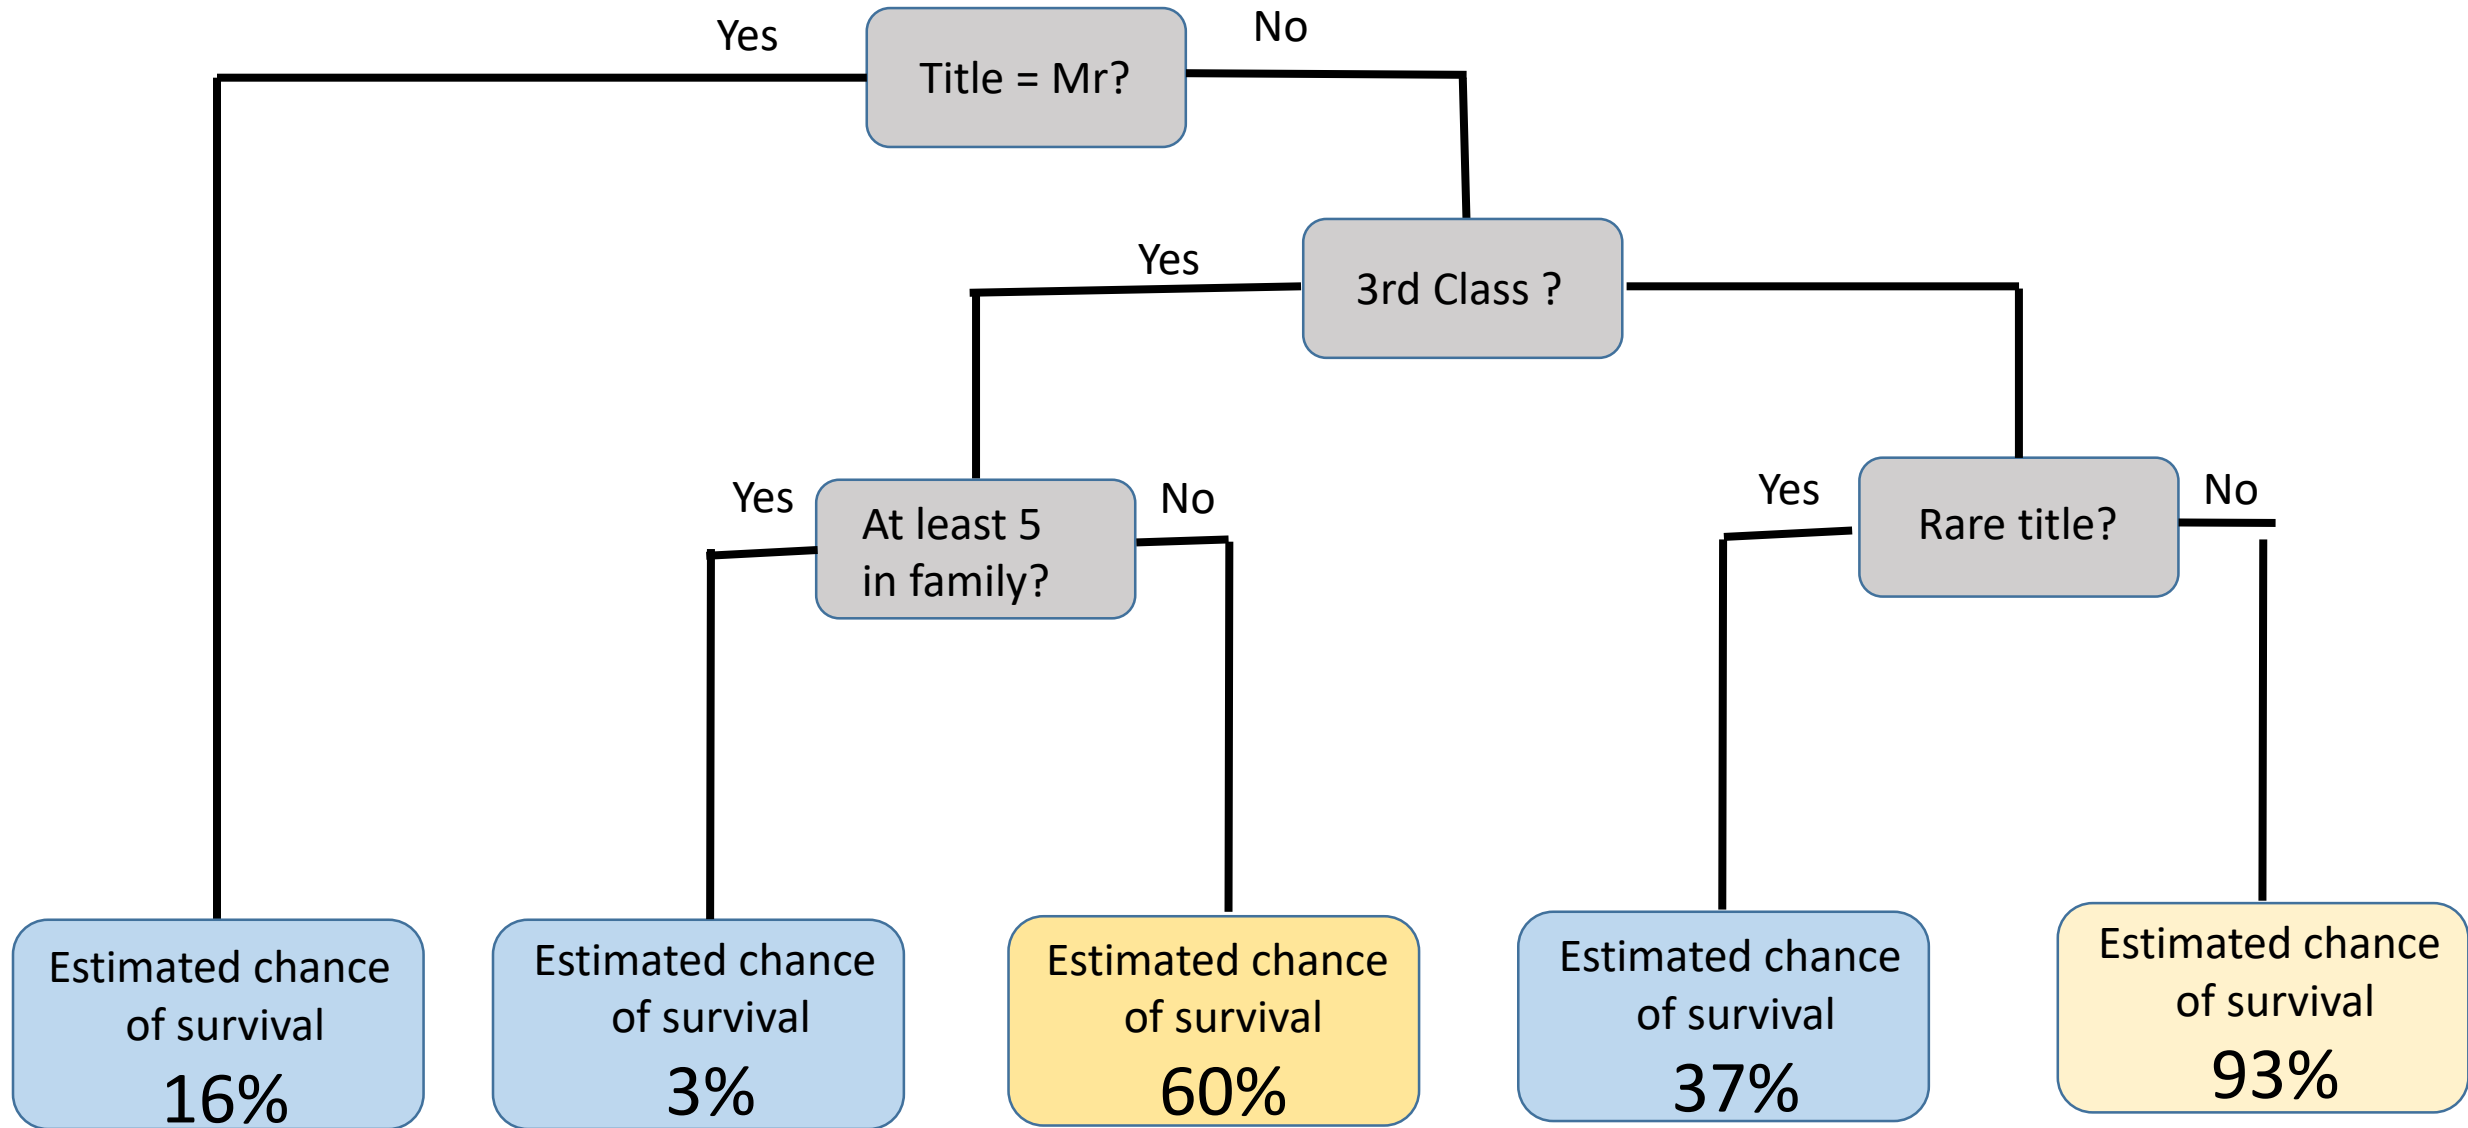 Yes
No
Title = Mr?
Yes
3rd Class ?
Yes
No
At least 5
in family?
Yes
No
Rare title?
Estimated chance
of survival
16%
Estimated chance
of survival
3%
Estimated chance
of survival
60%
Estimated chance
of survival
37%
Estimated chance
of survival
93%